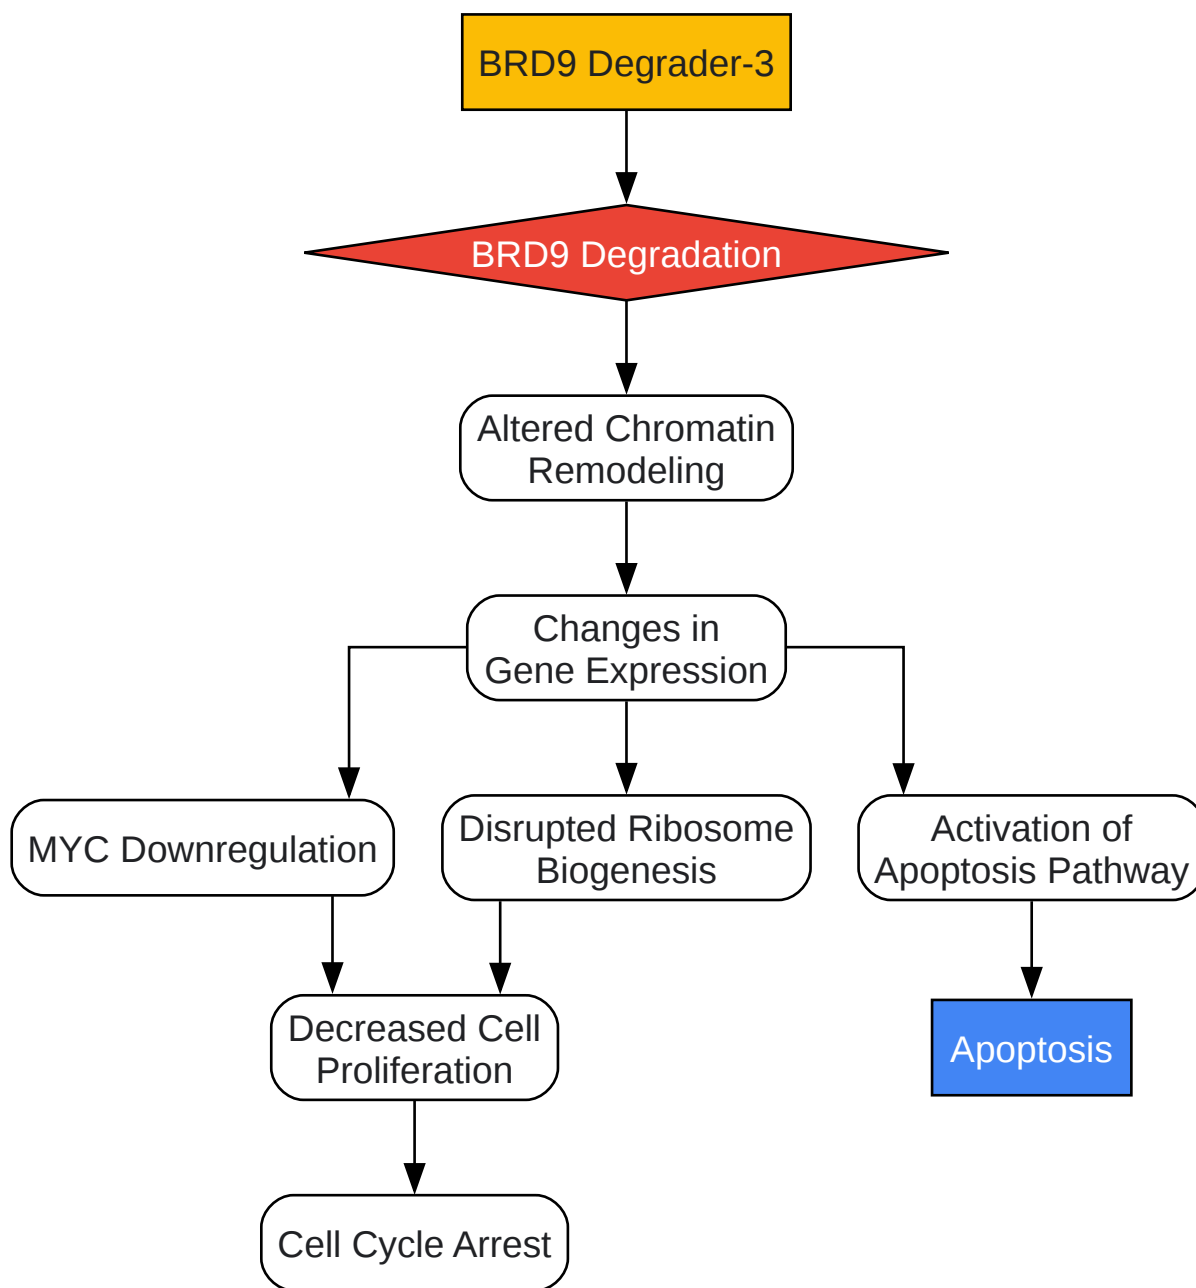 BRD9 Degrader-3
BRD9 Degradation
Altered Chromatin
Remodeling
Changes in
Gene Expression
MYC Downregulation
Disrupted Ribosome
Biogenesis
Activation of
Apoptosis Pathway
Decreased Cell
Proliferation
Apoptosis
Cell Cycle Arrest